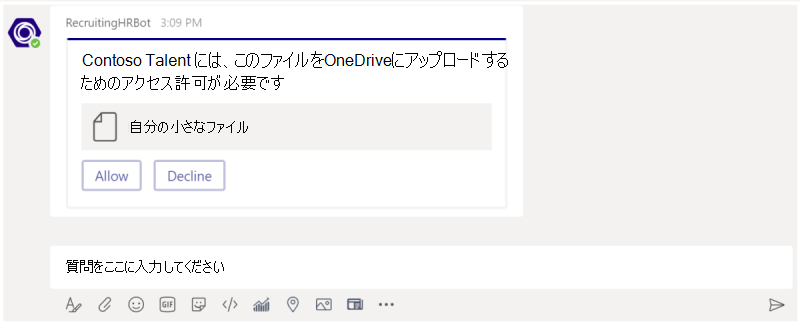 RecruitingHRBot 3:09 PM
Contoso Talent には、このファイルをOneDriveにアップロードする
ためのアクセス許可が必要です
自分の小さなファイル
Allow Decline
質問をここに入力してください
GIF